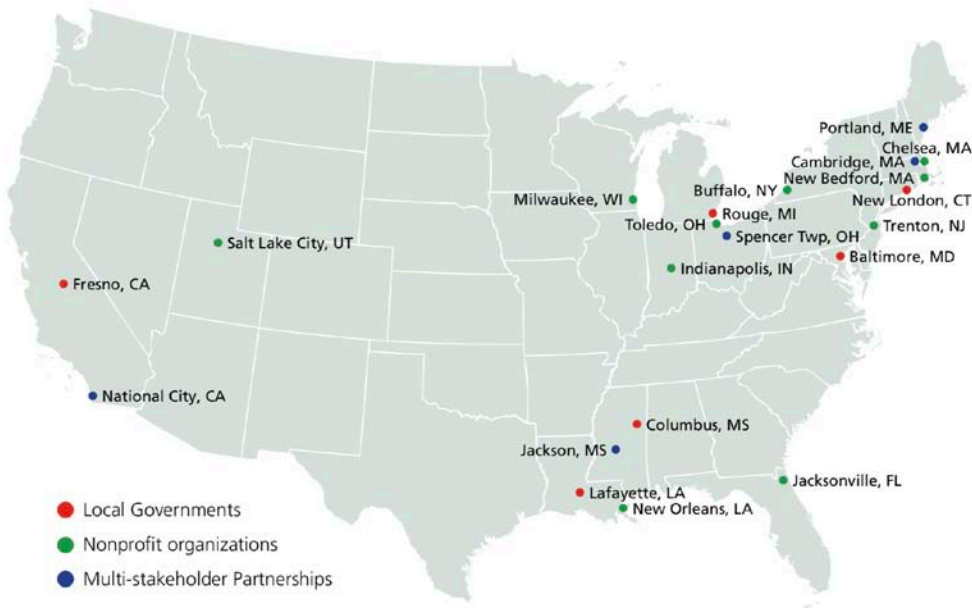 Portland, ME
Chelsea, MA
Cambridge, MA
New Bedford, MA
Buffalo, NY
New London, CT
Milwaukee, WI
Rouge, MI
Toledo, OH
Trenton, NJ
Spencer Twp, OH
Salt Lake City, UT
Baltimore, MD
Indianapolis, IN
Fresno, CA
National City, CA
Columbus, MS
Jackson, MS
Jacksonville, FL
Lafayette, LA
New Orleans, LA
Local Governments
Nonprofit organizations
Multi-stakeholder Partnerships